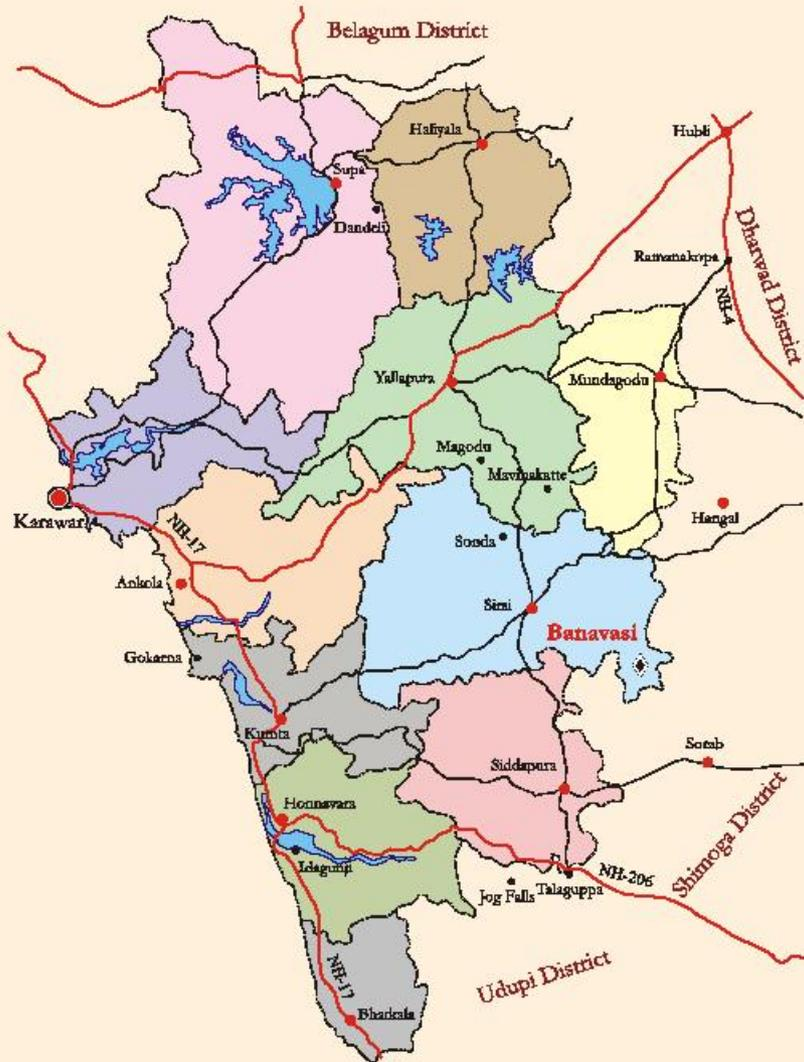 Belagum District
Haliyala
Hubli
Supa
Dandeli
Ramanakopa
Dharwad District
NH-4
Yallapura
Mundagodu
Magodu
Mavinakatte
Karawar
NH-17
Hangal
Sonda
Ankola
Sirsi
Banavasi
Gokarna
Kumta
Siddapura
Sorab
Honnavara
Idagunji
Shimoga District
NH-206
Jog Falls
Talaguppa
NH-17
Udupi District
Bhatkala